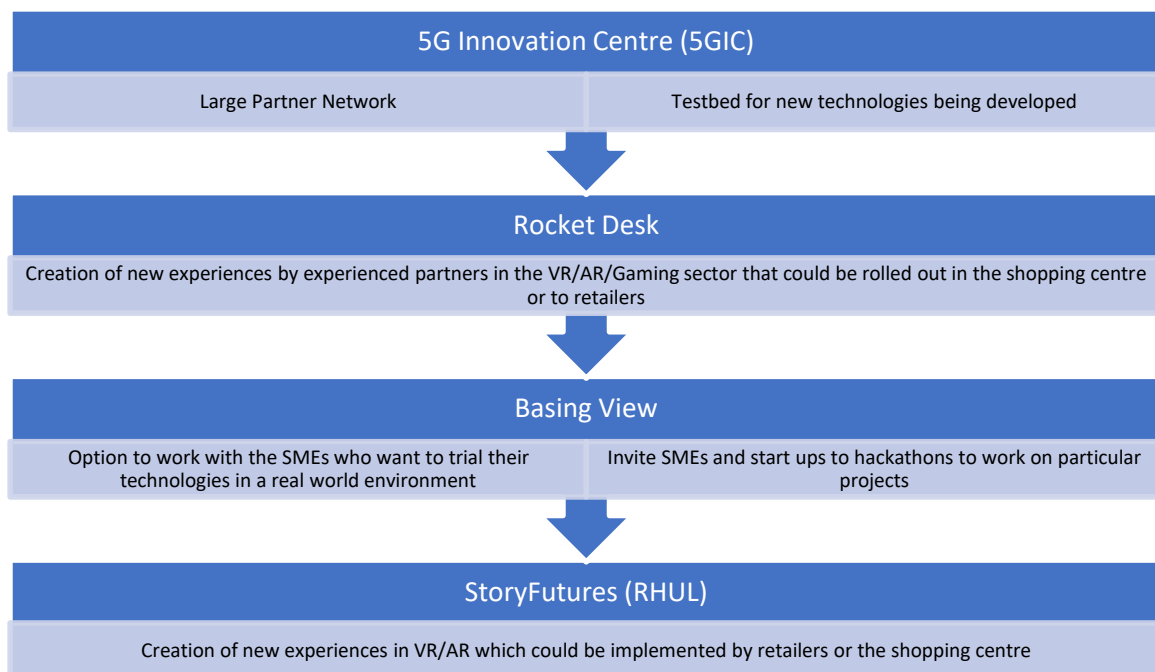 5G Innovation Centre (5GIC)
Large Partner Network
Testbed for new technologies being developed
Rocket Desk
Creation of new experiences by experienced partners in the VR/AR/Gaming sector that could be rolled out in the shopping centre
or to retailers
Basing View
Option to work with the SMEs who want to trial their
technologies in a real world environment
Invite SMEs and start ups to hackathons to work on particular
projects
StoryFutures (RHUL)
Creation of new experiences in VR/AR which could be implemented by retailers or the shopping centre